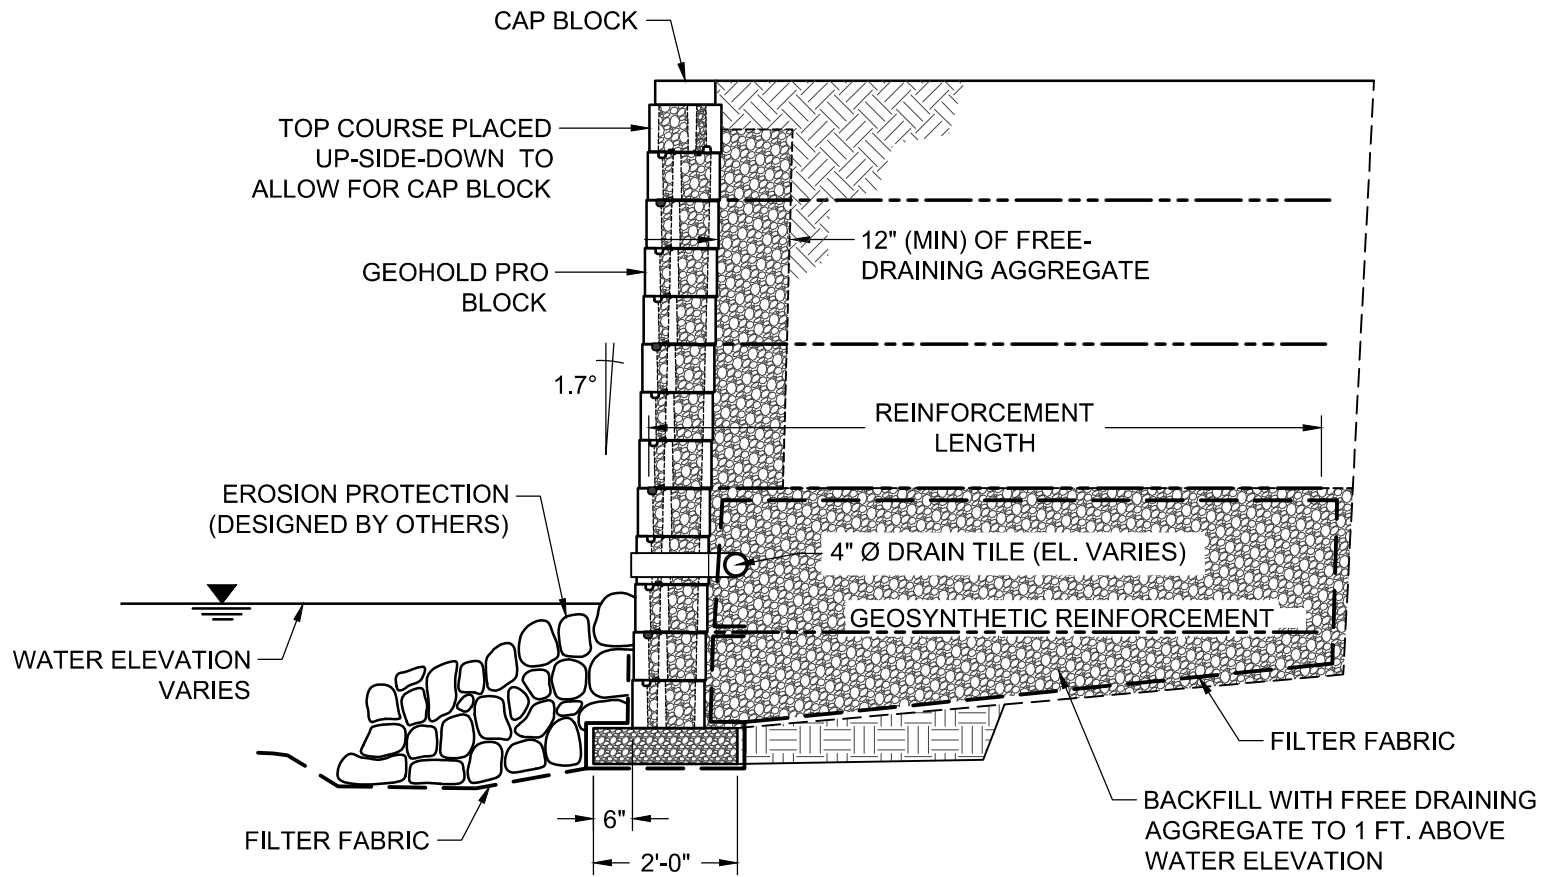 CAP BLOCK
TOP COURSE PLACED
UP-SIDE-DOWN TO
ALLOW FOR CAP BLOCK
12" (MIN) OF FREE-
DRAINING AGGREGATE
GEOHOLD PRO
BLOCK
1.7°
REINFORCEMENT
LENGTH
EROSION PROTECTION
(DESIGNED BY OTHERS)
4" Ø DRAIN TILE (EL. VARIES)
GEOSYNTHETIC REINFORCEMENT
WATER ELEVATION
VARIES
FILTER FABRIC
BACKFILL WITH FREE DRAINING
AGGREGATE TO 1 FT. ABOVE
WATER ELEVATION
FILTER FABRIC
6"
2'-0"